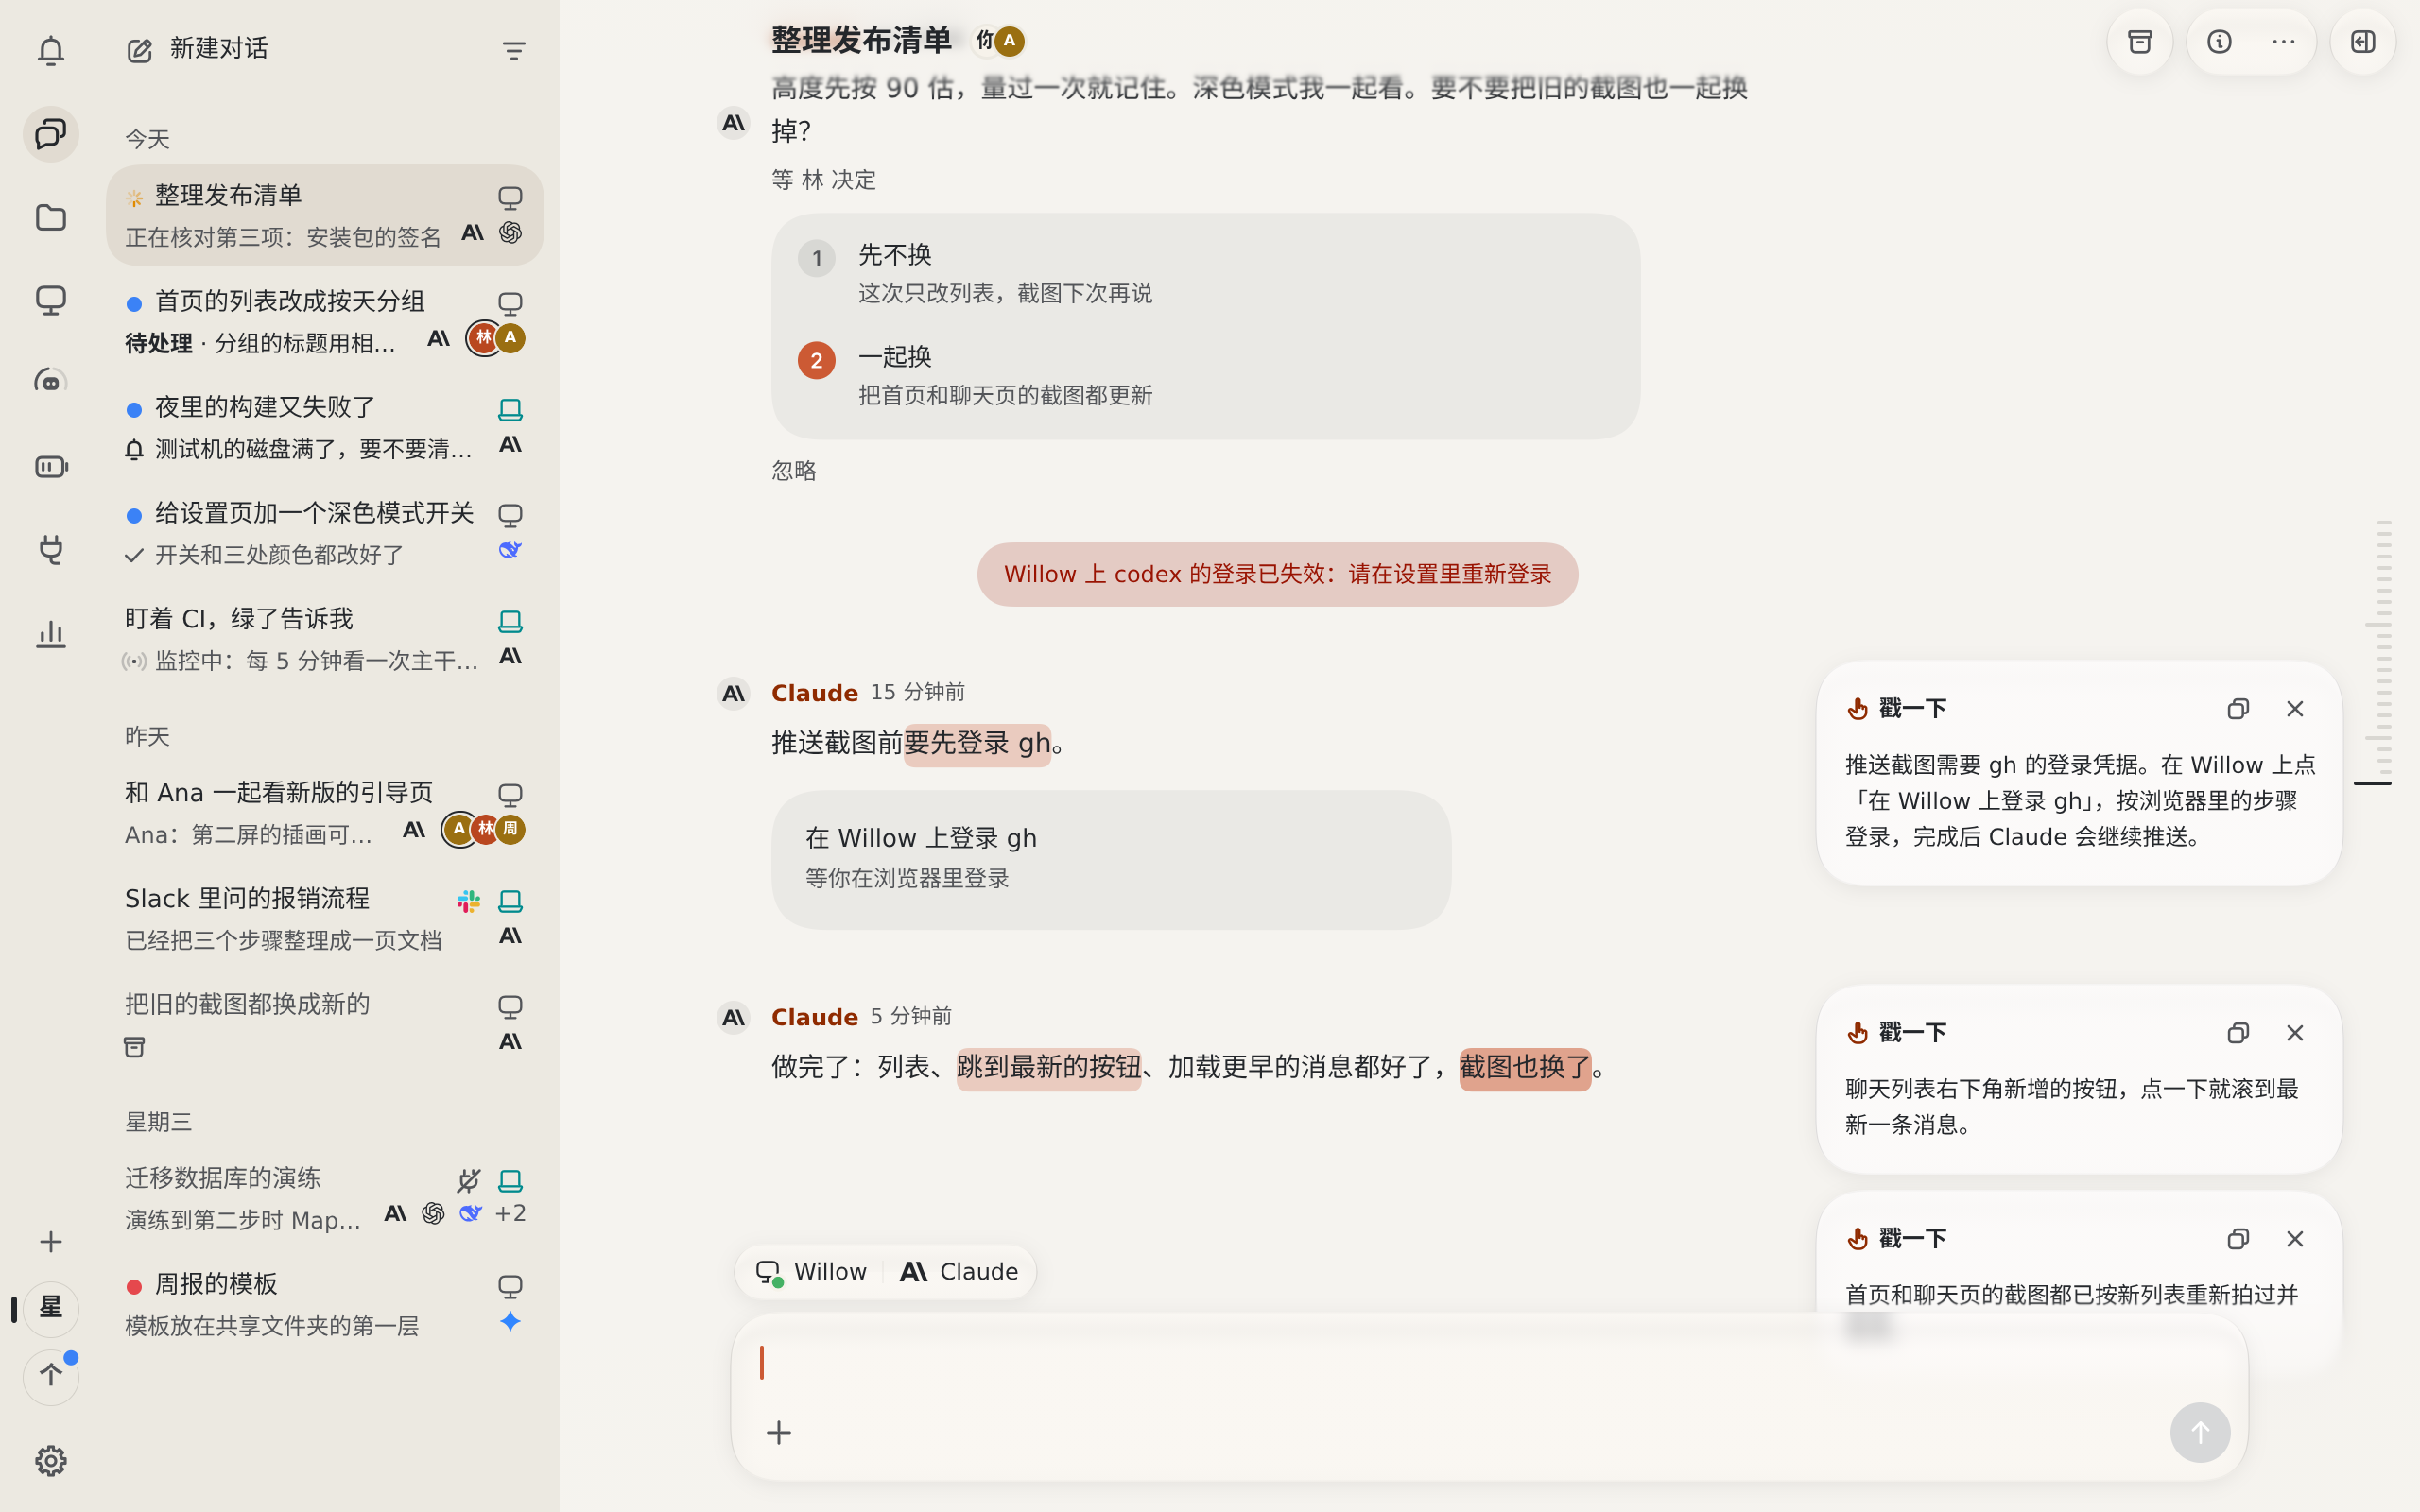 新建对话
今天
整理发布清单
正在核对第三项：安装包的签名
首页的列表改成按天分组
待处理 · 分组的标题用相…
林
A
夜里的构建又失败了
测试机的磁盘满了，要不要清…
给设置页加一个深色模式开关
开关和三处颜色都改好了
盯着 CI，绿了告诉我
监控中：每 5 分钟看一次主干…
昨天
和 Ana 一起看新版的引导页
Ana：第二屏的插画可…
A
林
周
Slack 里问的报销流程
已经把三个步骤整理成一页文档
把旧的截图都换成新的
星期三
迁移数据库的演练
演练到第二步时 Map…
+2
周报的模板
模板放在共享文件夹的第一层
星
个
整理发布清单
你
A
高度先按 90 估，量过一次就记住。深色模式我一起看。要不要把旧的截图也一起换
掉？
等 林 决定
1
先不换
这次只改列表，截图下次再说
2
一起换
把首页和聊天页的截图都更新
忽略
Willow 上 codex 的登录已失效：请在设置里重新登录
Claude 15 分钟前
推送截图前要先登录 gh。
在 Willow 上登录 gh
等你在浏览器里登录
Claude 5 分钟前
做完了：列表、跳到最新的按钮、加载更早的消息都好了，截图也换了。
戳一下
推送截图需要 gh 的登录凭据。在 Willow 上点
「在 Willow 上登录 gh」，按浏览器里的步骤
登录，完成后 Claude 会继续推送。
戳一下
聊天列表右下角新增的按钮，点一下就滚到最
新一条消息。
戳一下
首页和聊天页的截图都已按新列表重新拍过并
Willow
Claude